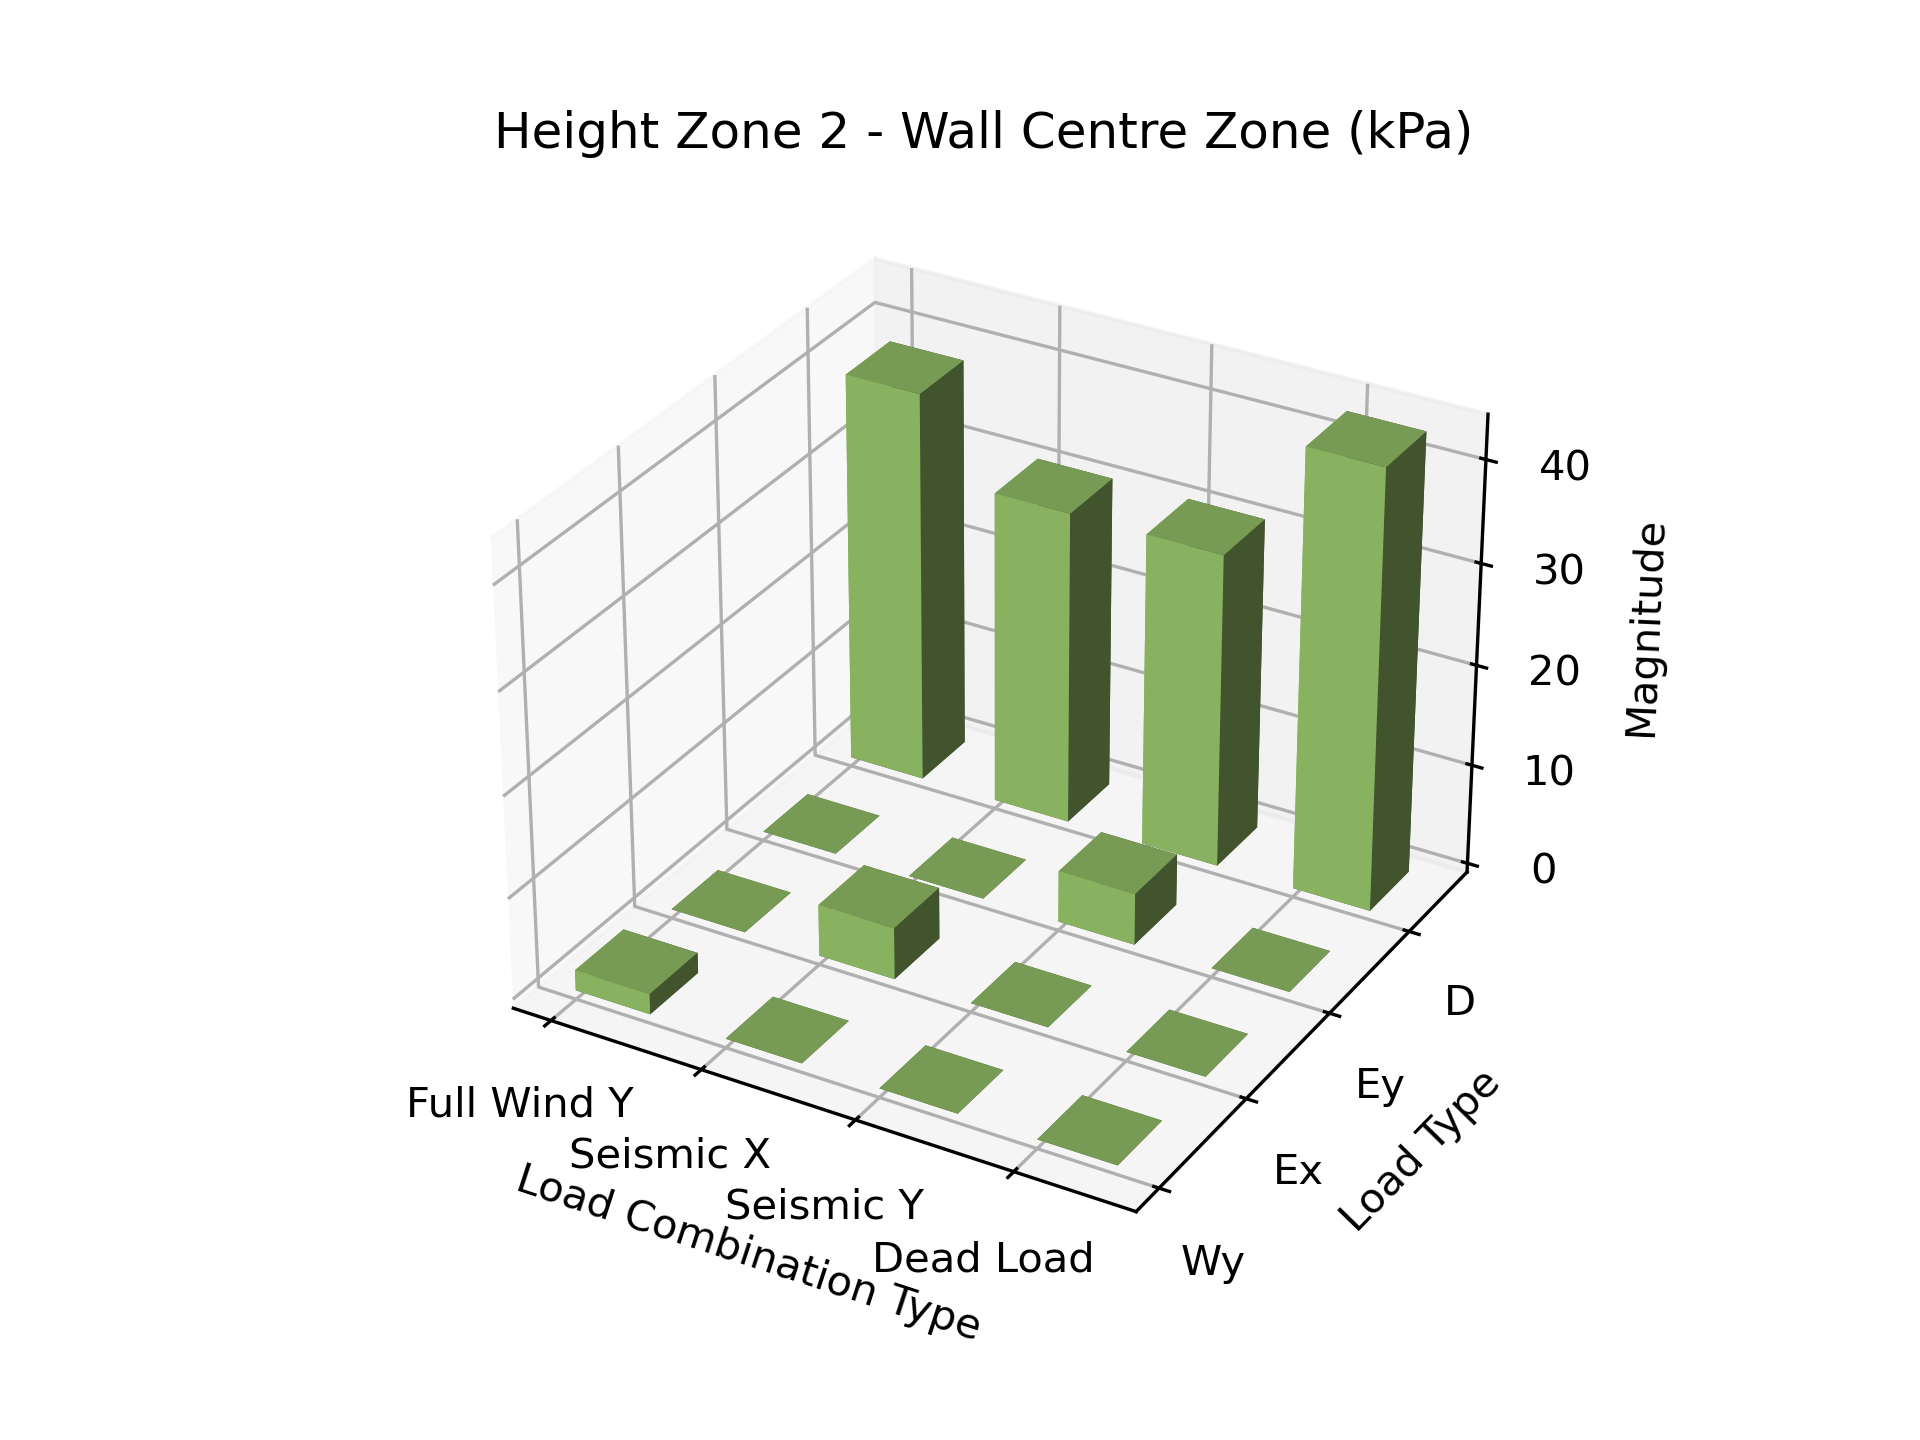 Height Zone 2 - Wall Centre Zone (kPa)
40
30
20
10
0
Magnitude
D
Ey
Ex
Wy
Load Type
Full Wind Y
Seismic X
Seismic Y
Dead Load
Load Combination Type